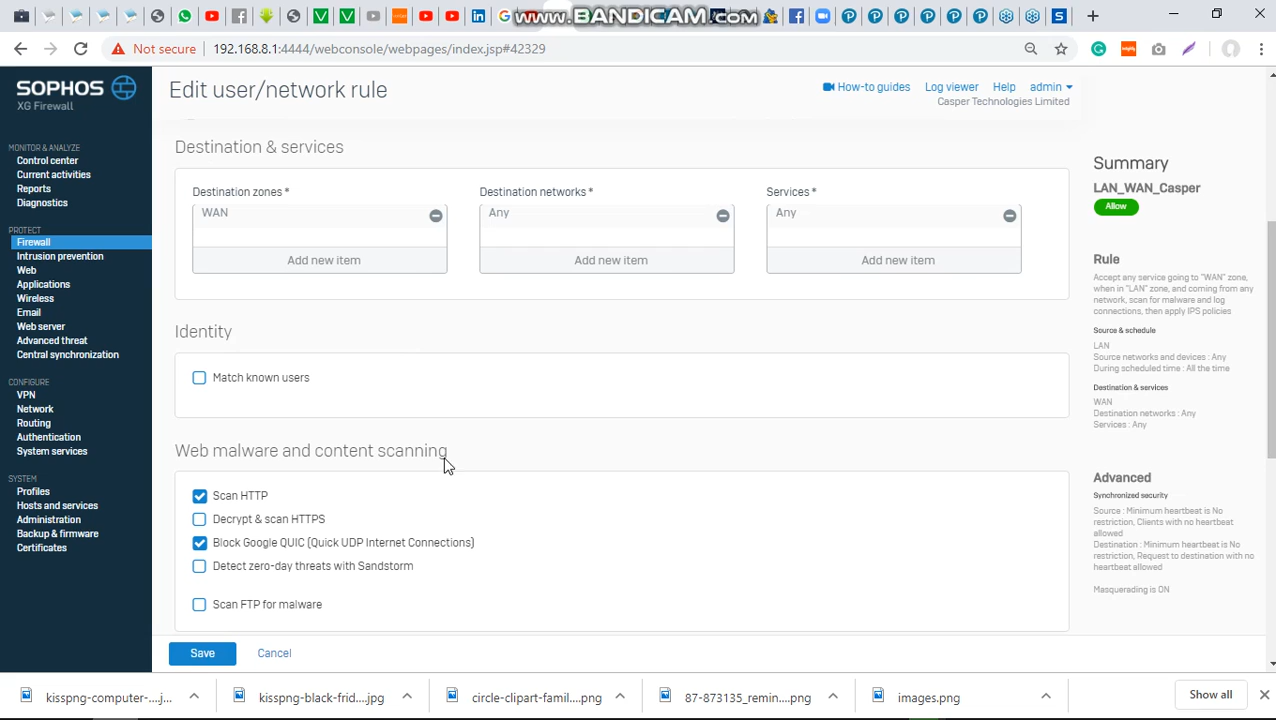 www.BANDICAM.com
Not secure 192.168.8.1:4444/webconsole/webpages/index.jsp#42329
SOPHOS
XG Firewall
Edit user/network rule
How-to guides Log viewer Help admin
Casper Technologies Limited
MONITOR & ANALYZE
Control center
Current activities
Reports
Diagnostics
PROTECT
Firewall
Intrusion prevention
Web
Applications
Wireless
Email
Web server
Advanced threat
Central synchronization
CONFIGURE
VPN
Network
Routing
Authentication
System services
SYSTEM
Profiles
Hosts and services
Administration
Backup & firmware
Certificates
Destination & services
Destination zones * Destination networks * Services *
WAN Any Any
Add new item Add new item Add new item
Identity
Match known users
Web malware and content scanning
Scan HTTP
Decrypt & scan HTTPS
Block Google QUIC (Quick UDP Internet Connections)
Detect zero-day threats with Sandstorm
Scan FTP for malware
Save Cancel
Summary
LAN_WAN_Casper
Allow
Rule
Accept any service going to "WAN" zone,
when in "LAN" zone, and coming from any
network, scan for malware and log
connections, then apply IPS policies
Source & schedule
LAN
Source networks and devices : Any
During scheduled time : All the time
Destination & services
WAN
Destination networks : Any
Services : Any
Advanced
Synchronized security
Source : Minimum heartbeat is No
restriction, Clients with no heartbeat
allowed
Destination : Minimum heartbeat is No
restriction, Request to destination with no
heartbeat allowed
Masquerading is ON
kisspng-computer-....j... kisspng-black-frid....jpg circle-clipart-famil....png 87-873135_remin....png images.png Show all